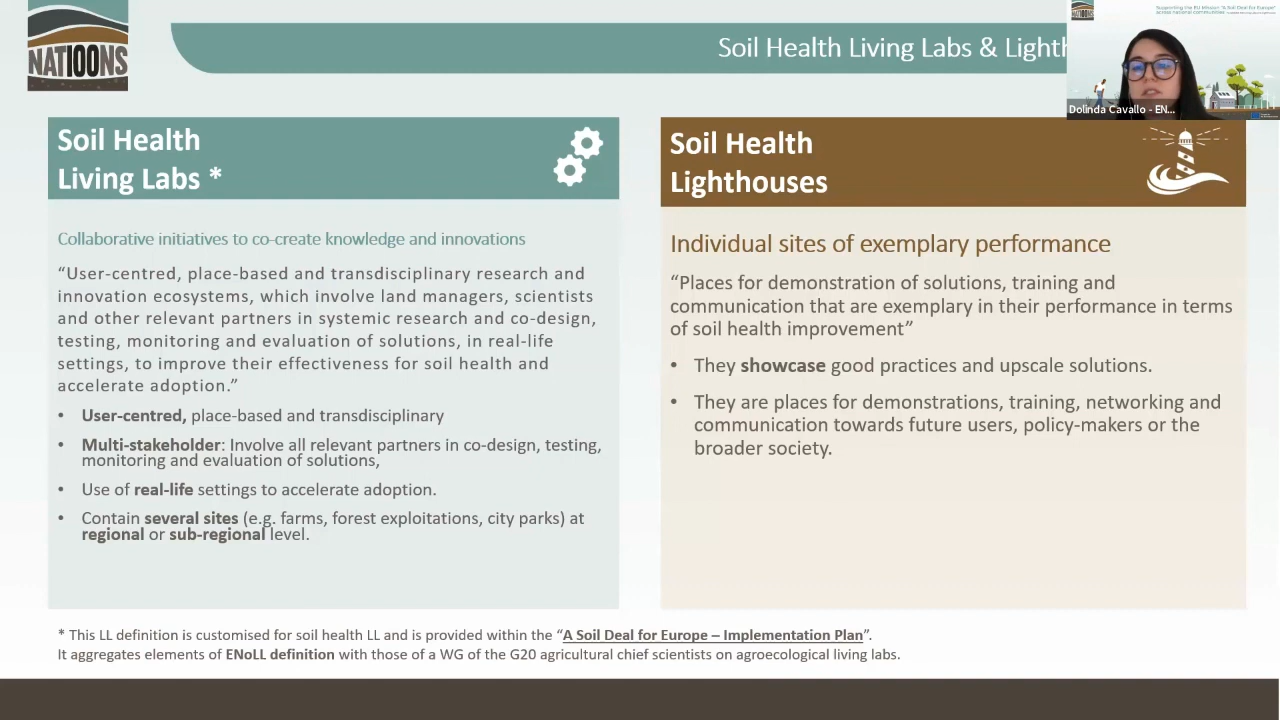 NATI00NS
Soil Health Living Labs & Lighth
Supporting the EU Mission "A Soil Deal for Europe"
Dolinda Cavallo - EN...
Soil Health
Living Labs *
Collaborative initiatives to co-create knowledge and innovations
“User-centred, place-based and transdisciplinary research and
innovation ecosystems, which involve land managers, scientists
and other relevant partners in systemic research and co-design,
testing, monitoring and evaluation of solutions, in real-life
settings, to improve their effectiveness for soil health and
accelerate adoption.”
• User-centred, place-based and transdisciplinary
• Multi-stakeholder: Involve all relevant partners in co-design, testing,
monitoring and evaluation of solutions,
• Use of real-life settings to accelerate adoption.
• Contain several sites (e.g. farms, forest exploitations, city parks) at
regional or sub-regional level.
Soil Health
Lighthouses
Individual sites of exemplary performance
“Places for demonstration of solutions, training and
communication that are exemplary in their performance in terms
of soil health improvement”
• They showcase good practices and upscale solutions.
• They are places for demonstrations, training, networking and
communication towards future users, policy-makers or the
broader society.
* This LL definition is customised for soil health LL and is provided within the “A Soil Deal for Europe – Implementation Plan”.
It aggregates elements of ENoLL definition with those of a WG of the G20 agricultural chief scientists on agroecological living labs.